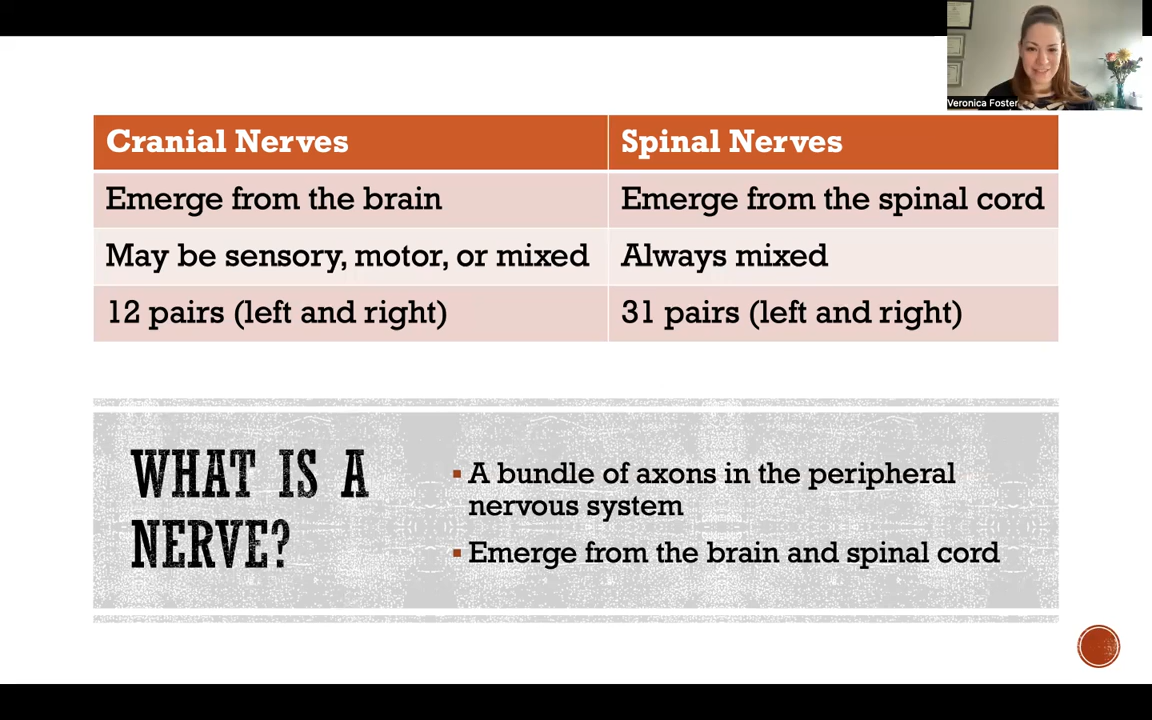 Veronica Foster
Cranial Nerves
Spinal Nerves
Emerge from the brain
Emerge from the spinal cord
May be sensory, motor, or mixed
Always mixed
12 pairs (left and right)
31 pairs (left and right)
WHAT IS A
NERVE?
▪ A bundle of axons in the peripheral
nervous system
▪ Emerge from the brain and spinal cord